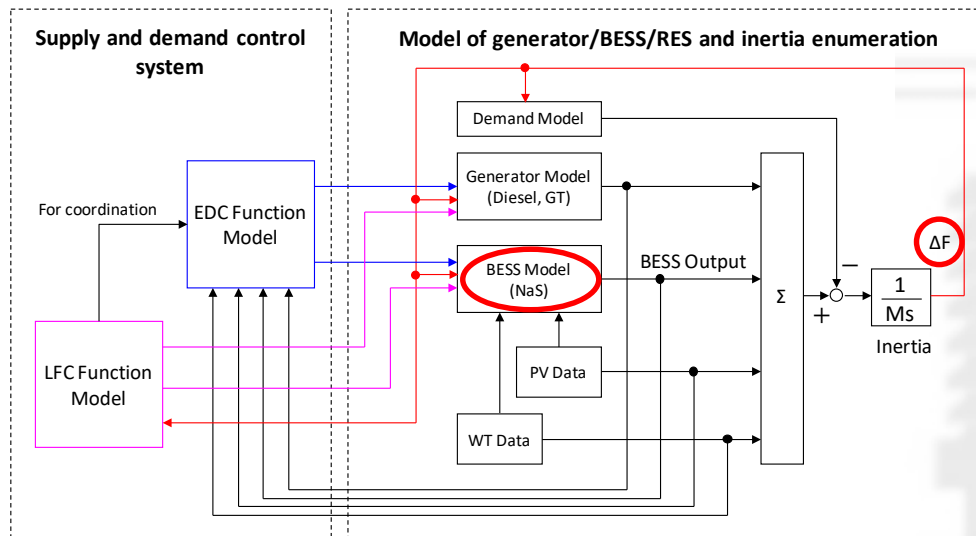 Supply and demand control
system
Model of generator/BESS/RES and inertia enumeration
Demand Model
Generator Model
(Diesel, GT)
For coordination
EDC Function
Model
BESS Model
(NaS)
BESS Output
Σ
ΔF
−
+
1
Ms
Inertia
LFC Function
Model
PV Data
WT Data